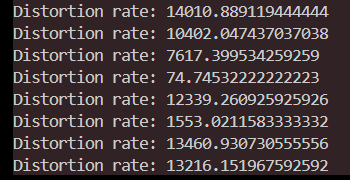 Distortion rate: 14010.889119444444
Distortion rate: 10402.047437037038
Distortion rate: 7617.399534259259
Distortion rate: 74.74532222222223
Distortion rate: 12339.260925925926
Distortion rate: 1553.0211583333332
Distortion rate: 13460.930730555556
Distortion rate: 13216.151967592592